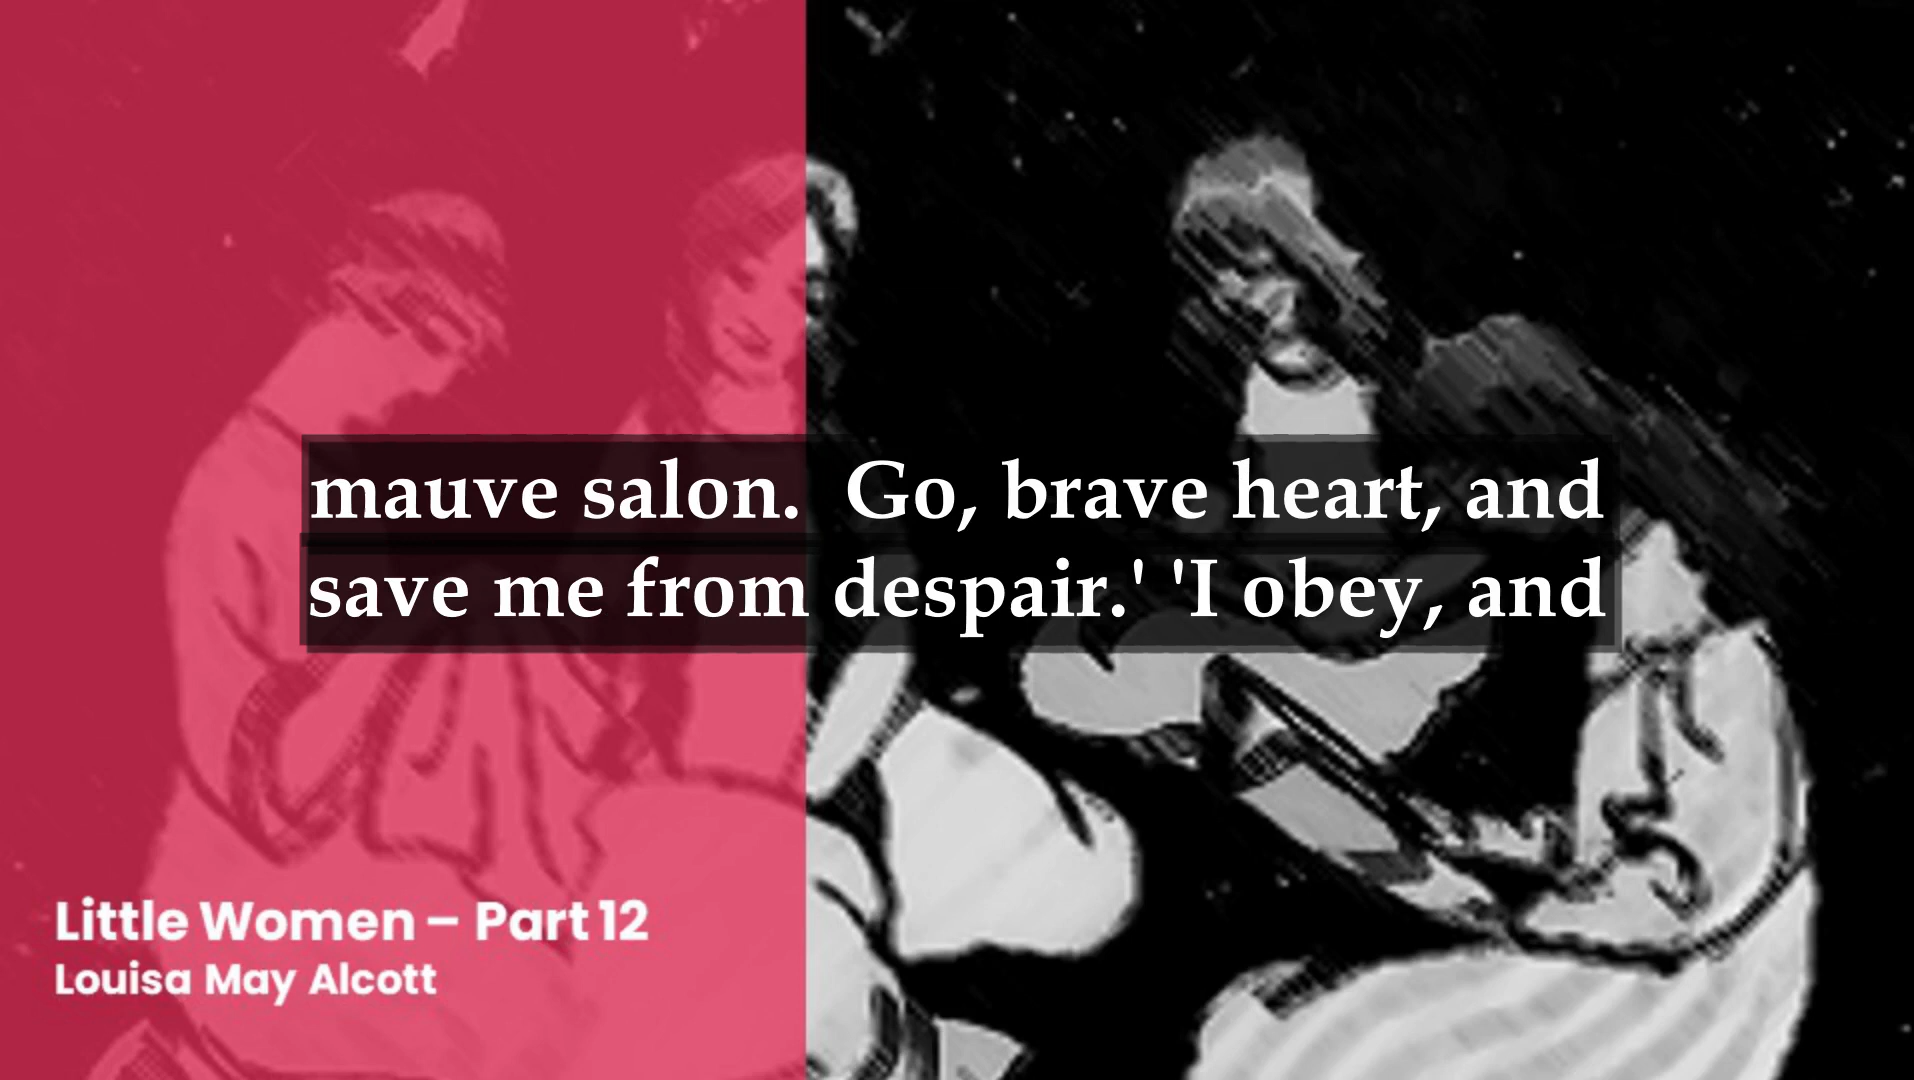 mauve salon.  Go, brave heart, and
save me from despair.' 'I obey, and
Little Women – Part 12
Louisa May Alcott